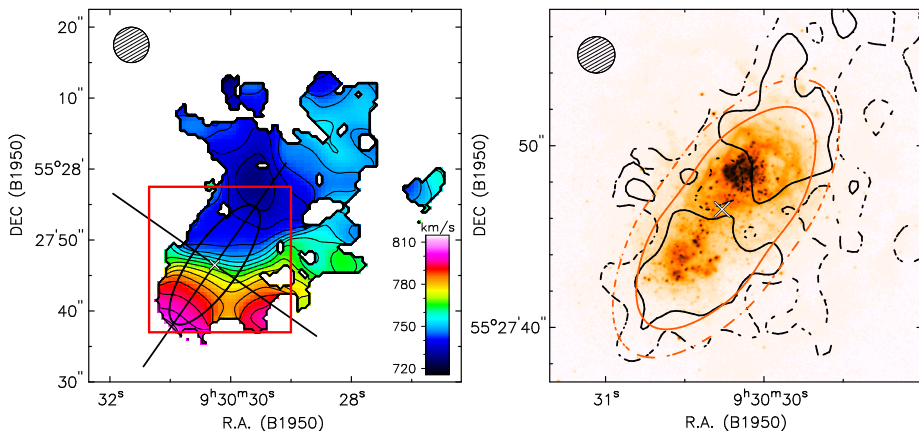 20"
10"
55°28'
27'50"
40"
30"
DEC (B1950)
km/s
810
780
750
720
32ˢ
9ʰ30ᵐ30ˢ
28ˢ
R.A. (B1950)
50"
55°27'40"
DEC (B1950)
31ˢ
9ʰ30ᵐ30ˢ
R.A. (B1950)